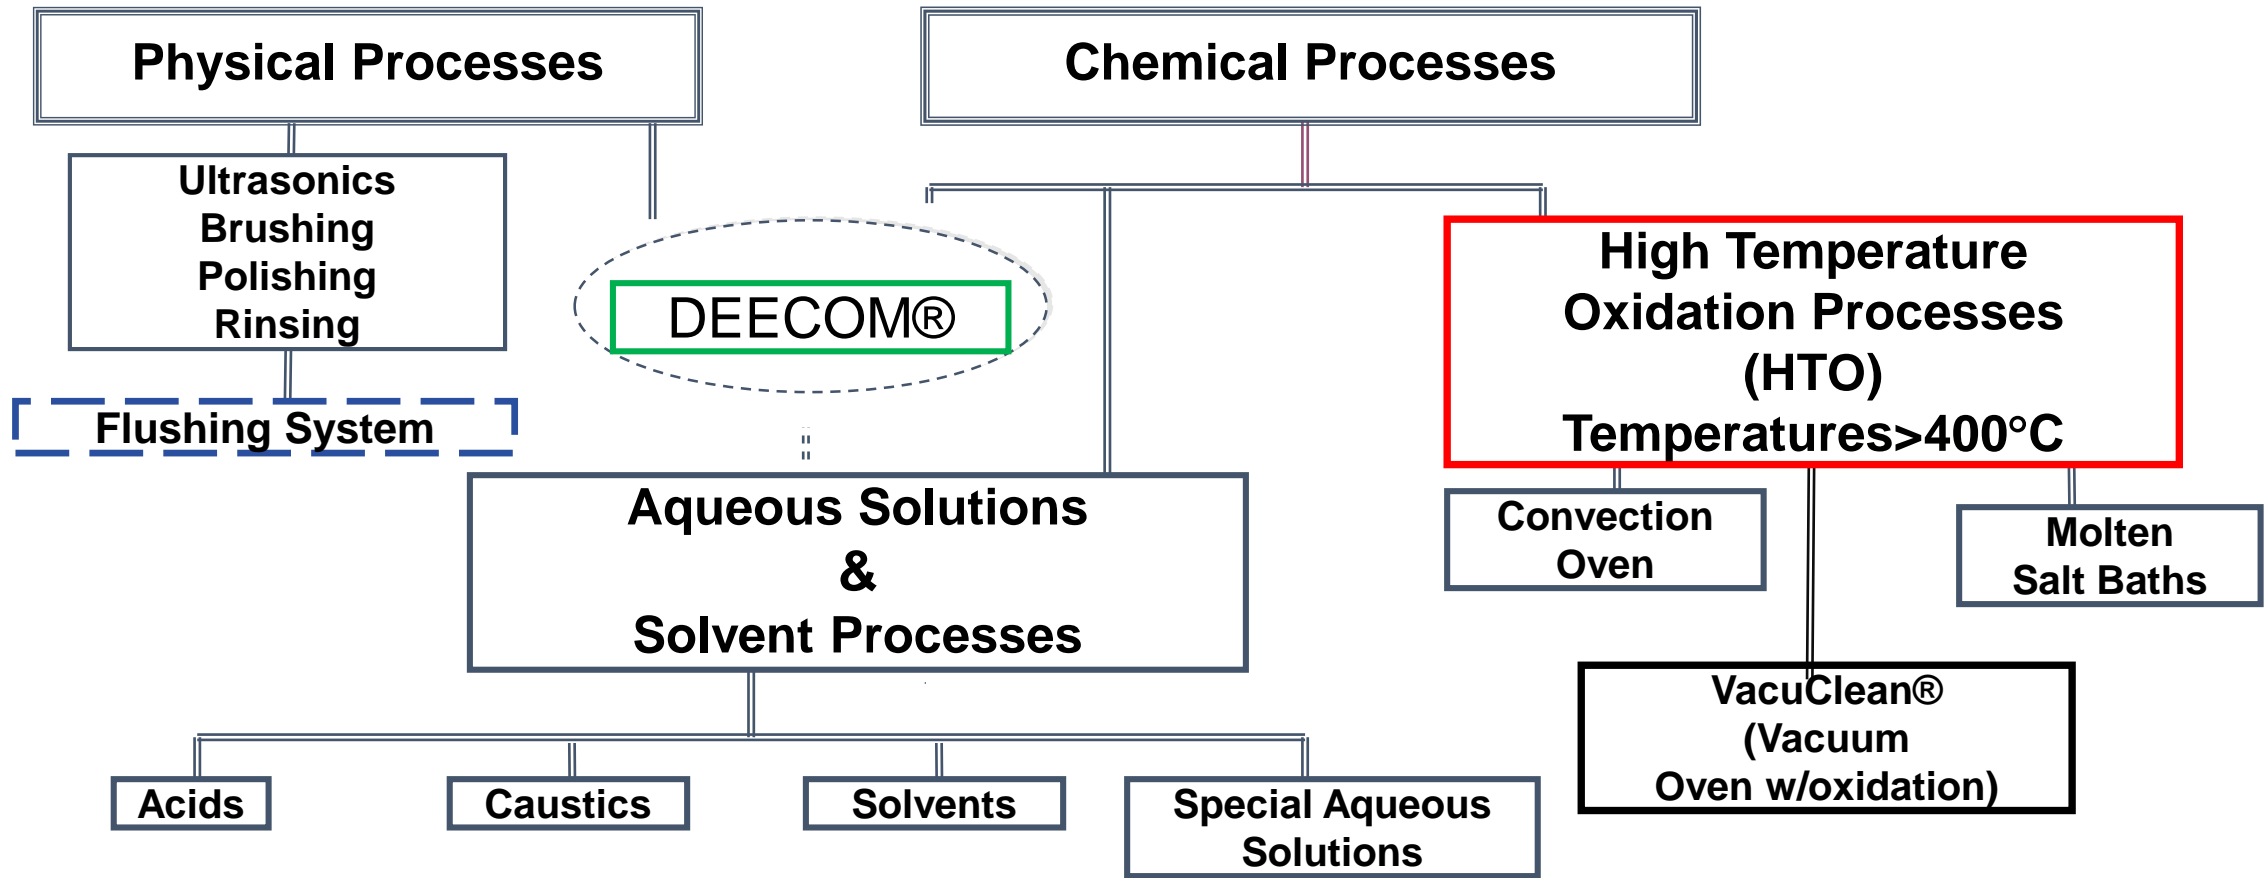 Physical Processes
Chemical Processes
Ultrasonics
Brushing
Polishing
Rinsing
Flushing System
DEECOM®
High Temperature
Oxidation Processes
(HTO)
Temperatures>400°C
Aqueous Solutions
&
Solvent Processes
Convection
Oven
Molten
Salt Baths
VacuClean®
(Vacuum
Oven w/oxidation)
Acids
Caustics
Solvents
Special Aqueous
Solutions